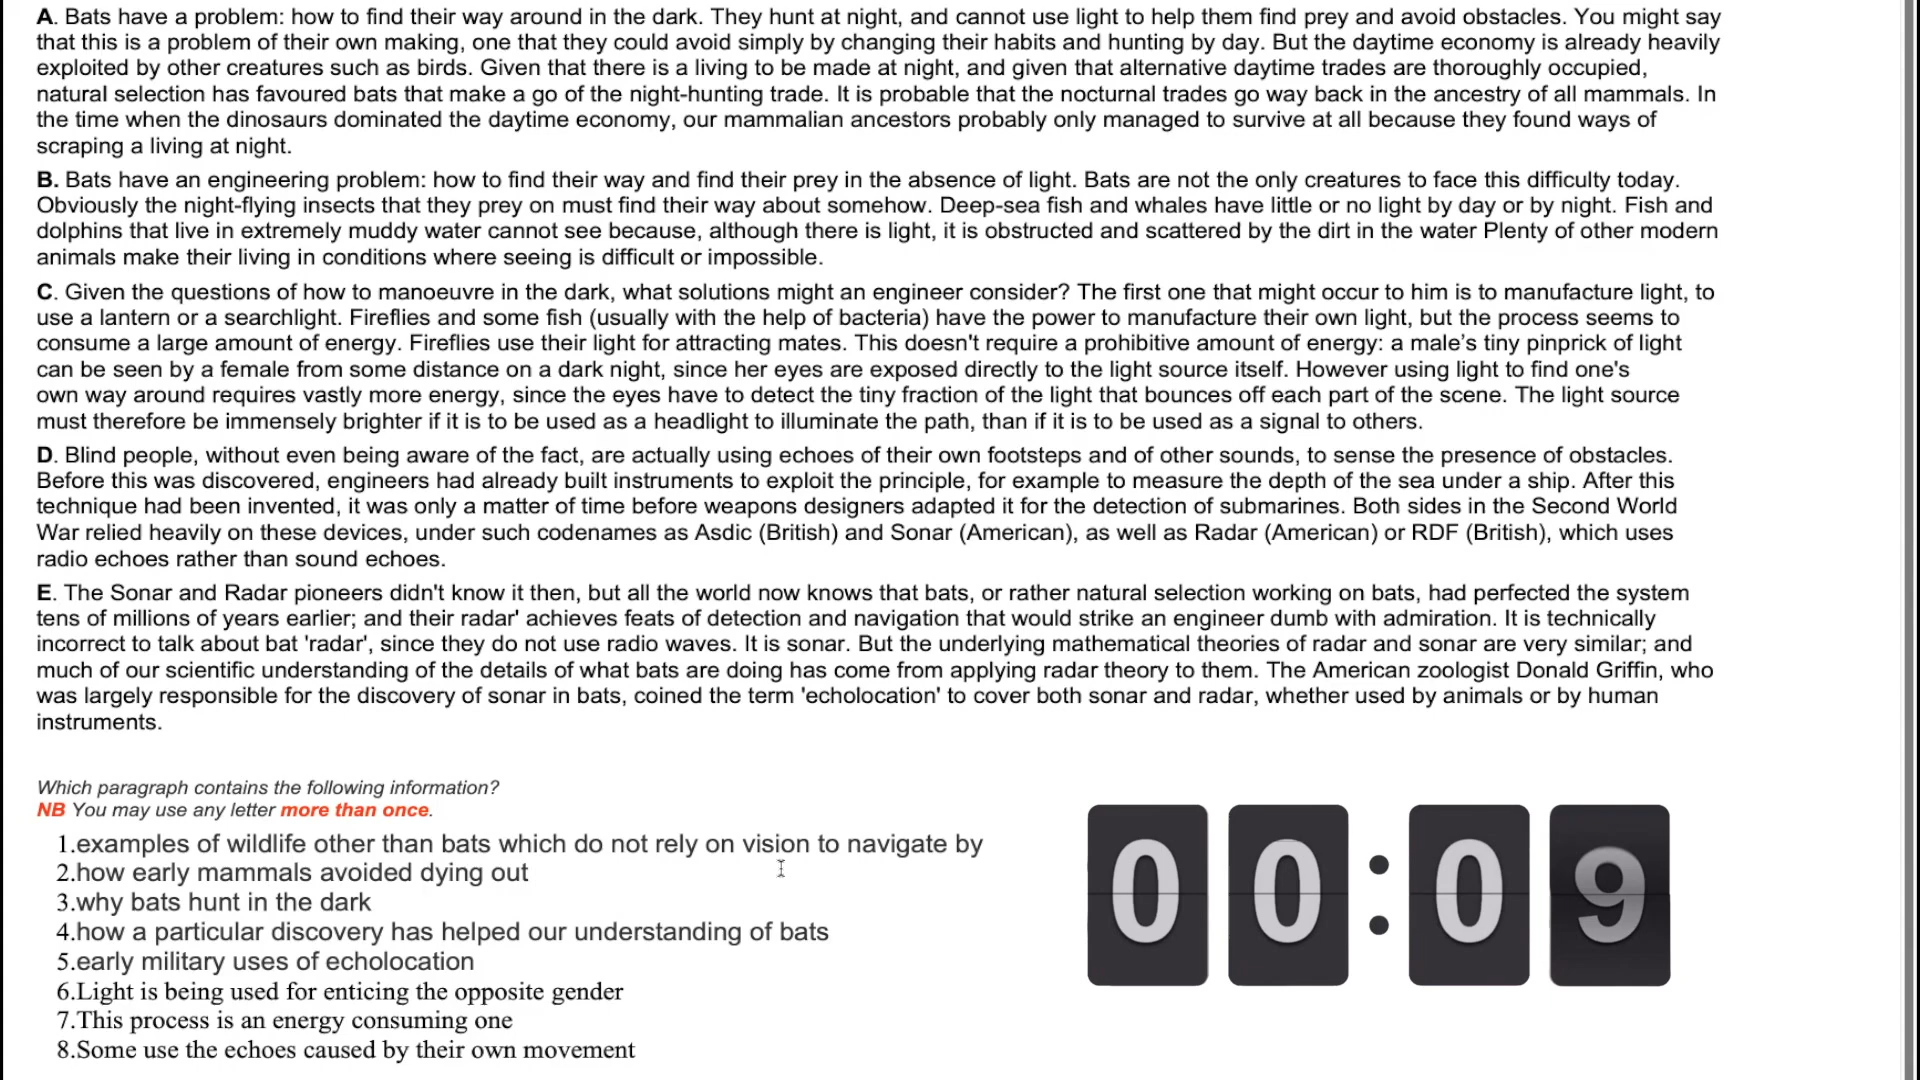 A. Bats have a problem: how to find their way around in the dark. They hunt at night, and cannot use light to help them find prey and avoid obstacles. You might say
that this is a problem of their own making, one that they could avoid simply by changing their habits and hunting by day. But the daytime economy is already heavily
exploited by other creatures such as birds. Given that there is a living to be made at night, and given that alternative daytime trades are thoroughly occupied,
natural selection has favoured bats that make a go of the night-hunting trade. It is probable that the nocturnal trades go way back in the ancestry of all mammals. In
the time when the dinosaurs dominated the daytime economy, our mammalian ancestors probably only managed to survive at all because they found ways of
scraping a living at night.
B. Bats have an engineering problem: how to find their way and find their prey in the absence of light. Bats are not the only creatures to face this difficulty today.
Obviously the night-flying insects that they prey on must find their way about somehow. Deep-sea fish and whales have little or no light by day or by night. Fish and
dolphins that live in extremely muddy water cannot see because, although there is light, it is obstructed and scattered by the dirt in the water Plenty of other modern
animals make their living in conditions where seeing is difficult or impossible.
C. Given the questions of how to manoeuvre in the dark, what solutions might an engineer consider? The first one that might occur to him is to manufacture light, to
use a lantern or a searchlight. Fireflies and some fish (usually with the help of bacteria) have the power to manufacture their own light, but the process seems to
consume a large amount of energy. Fireflies use their light for attracting mates. This doesn't require a prohibitive amount of energy: a male’s tiny pinprick of light
can be seen by a female from some distance on a dark night, since her eyes are exposed directly to the light source itself. However using light to find one's
own way around requires vastly more energy, since the eyes have to detect the tiny fraction of the light that bounces off each part of the scene. The light source
must therefore be immensely brighter if it is to be used as a headlight to illuminate the path, than if it is to be used as a signal to others.
D. Blind people, without even being aware of the fact, are actually using echoes of their own footsteps and of other sounds, to sense the presence of obstacles.
Before this was discovered, engineers had already built instruments to exploit the principle, for example to measure the depth of the sea under a ship. After this
technique had been invented, it was only a matter of time before weapons designers adapted it for the detection of submarines. Both sides in the Second World
War relied heavily on these devices, under such codenames as Asdic (British) and Sonar (American), as well as Radar (American) or RDF (British), which uses
radio echoes rather than sound echoes.
E. The Sonar and Radar pioneers didn't know it then, but all the world now knows that bats, or rather natural selection working on bats, had perfected the system
tens of millions of years earlier; and their radar' achieves feats of detection and navigation that would strike an engineer dumb with admiration. It is technically
incorrect to talk about bat 'radar', since they do not use radio waves. It is sonar. But the underlying mathematical theories of radar and sonar are very similar; and
much of our scientific understanding of the details of what bats are doing has come from applying radar theory to them. The American zoologist Donald Griffin, who
was largely responsible for the discovery of sonar in bats, coined the term 'echolocation' to cover both sonar and radar, whether used by animals or by human
instruments.
Which paragraph contains the following information?
NB You may use any letter more than once.
1.examples of wildlife other than bats which do not rely on vision to navigate by
2.how early mammals avoided dying out
3.why bats hunt in the dark
4.how a particular discovery has helped our understanding of bats
5.early military uses of echolocation
6.Light is being used for enticing the opposite gender
7.This process is an energy consuming one
8.Some use the echoes caused by their own movement
00:09